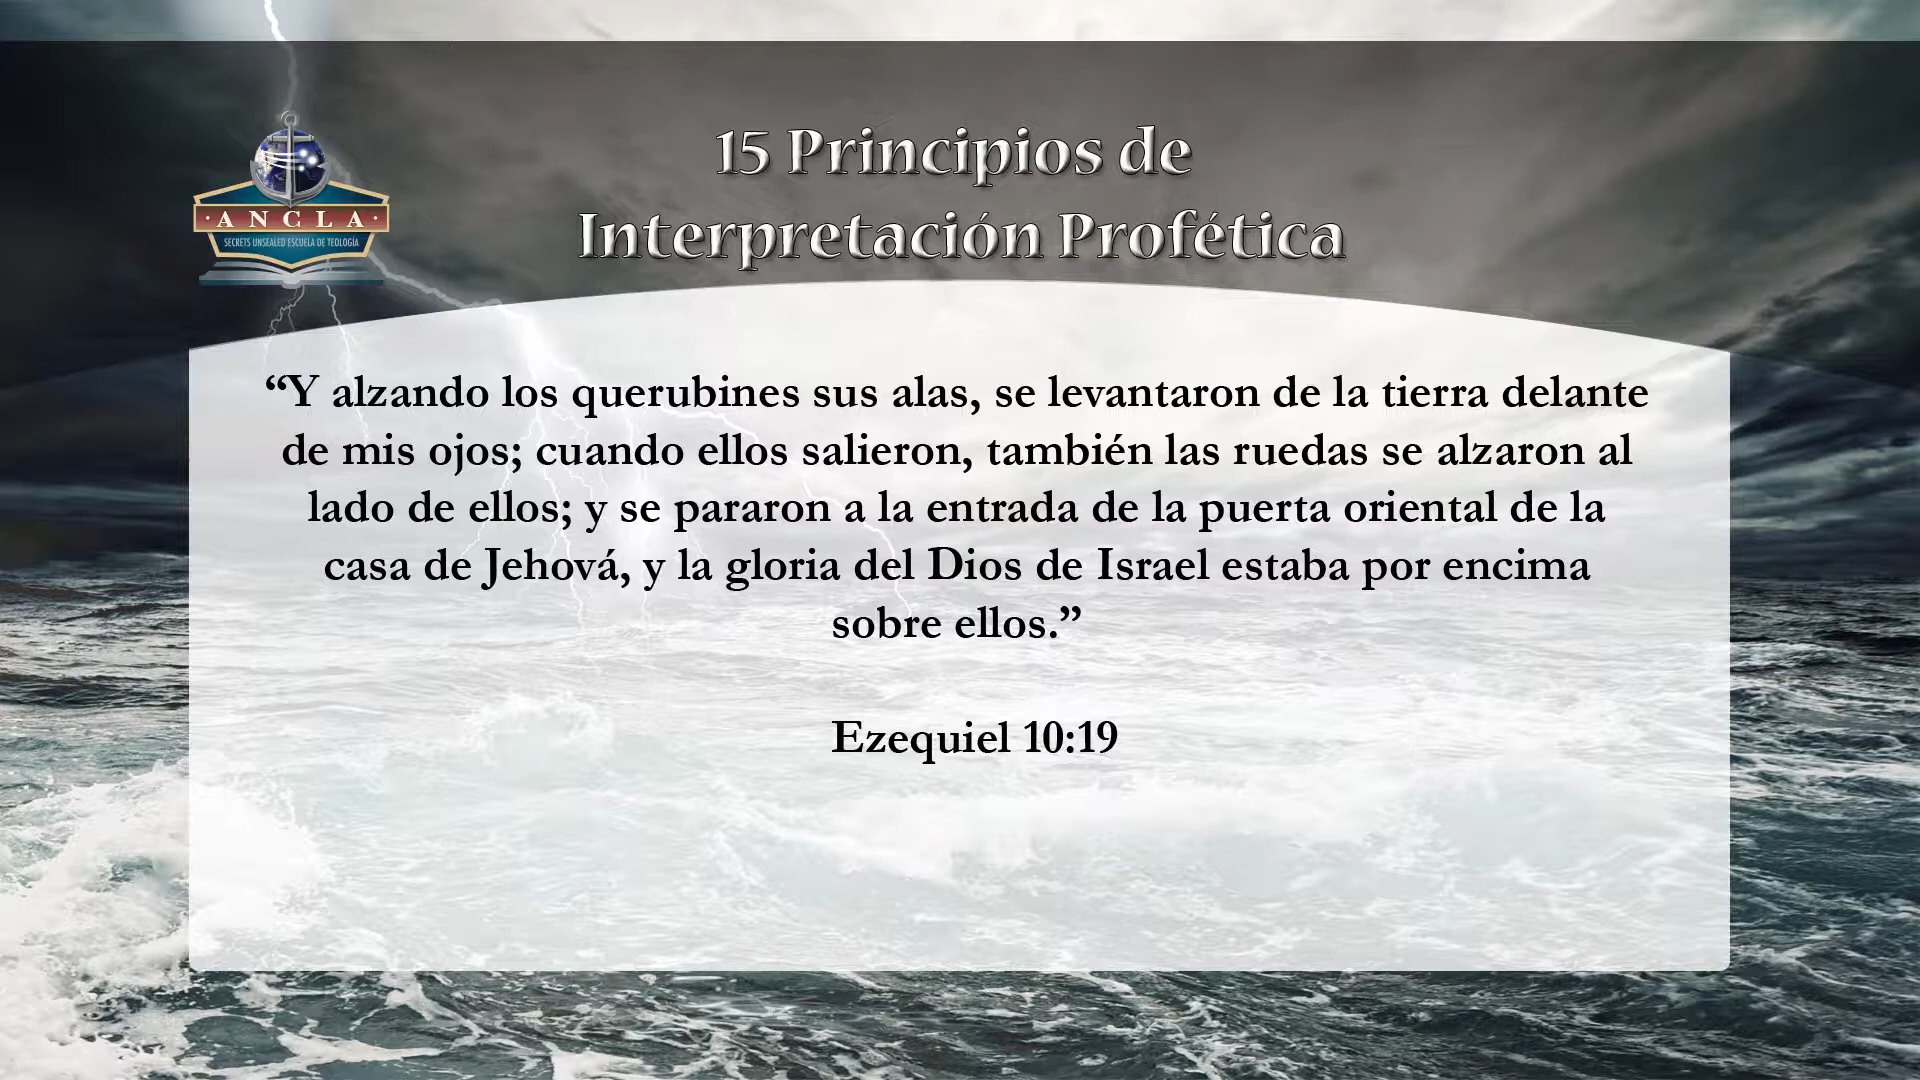 15 Principios de
Interpretación Profética
· A N C L A ·
SECRETS UNSEALED ESCUELA DE TEOLOGÍA
“Y alzando los querubines sus alas, se levantaron de la tierra delante
de mis ojos; cuando ellos salieron, también las ruedas se alzaron al
lado de ellos; y se pararon a la entrada de la puerta oriental de la
casa de Jehová, y la gloria del Dios de Israel estaba por encima
sobre ellos.”
Ezequiel 10:19